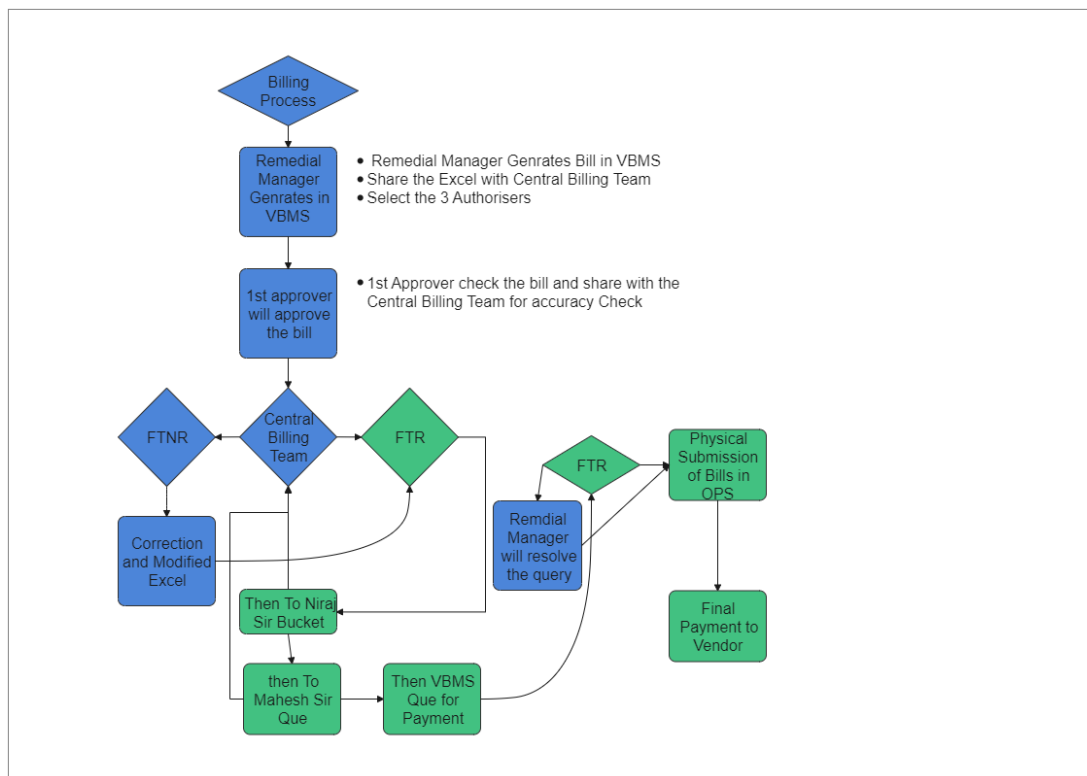 Billing
Process
Remedial
Manager
Genrates in
VBMS
• Remedial Manager Genrates Bill in VBMS
• Share the Excel with Central Billing Team
• Select the 3 Authorisers
1st approver
will approve
the bill
• 1st Approver check the bill and share with the
Central Billing Team for accuracy Check
FTNR
Central
Billing
Team
FTR
Correction
and Modified
Excel
Then To Niraj
Sir Bucket
then To
Mahesh Sir
Que
Then VBMS
Que for
Payment
FTR
Remdial
Manager
will resolve
the query
Physical
Submission
of Bills in
OPS
Final
Payment to
Vendor